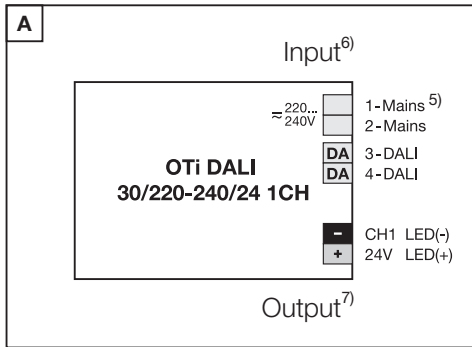 A
Input6)
≂ 220... 1-Mains 5)
240V 2-Mains
DA 3-DALI
DA 4-DALI
OTi DALI
30/220-240/24 1CH
- CH1 LED(-)
+ 24V LED(+)
Output7)